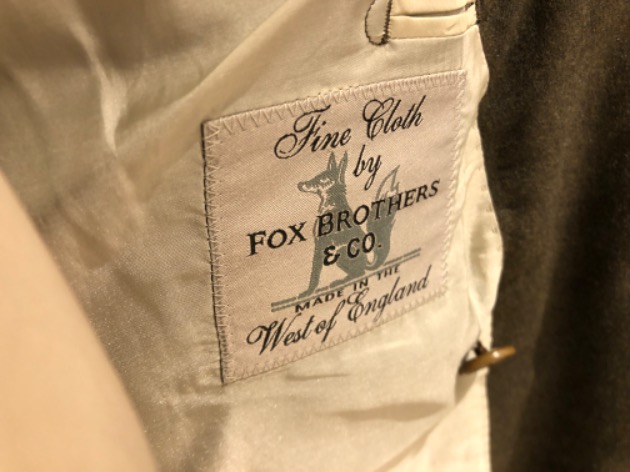 Fine Cloth
by
FOX BROTHERS
& CO.
MADE IN THE
West of England